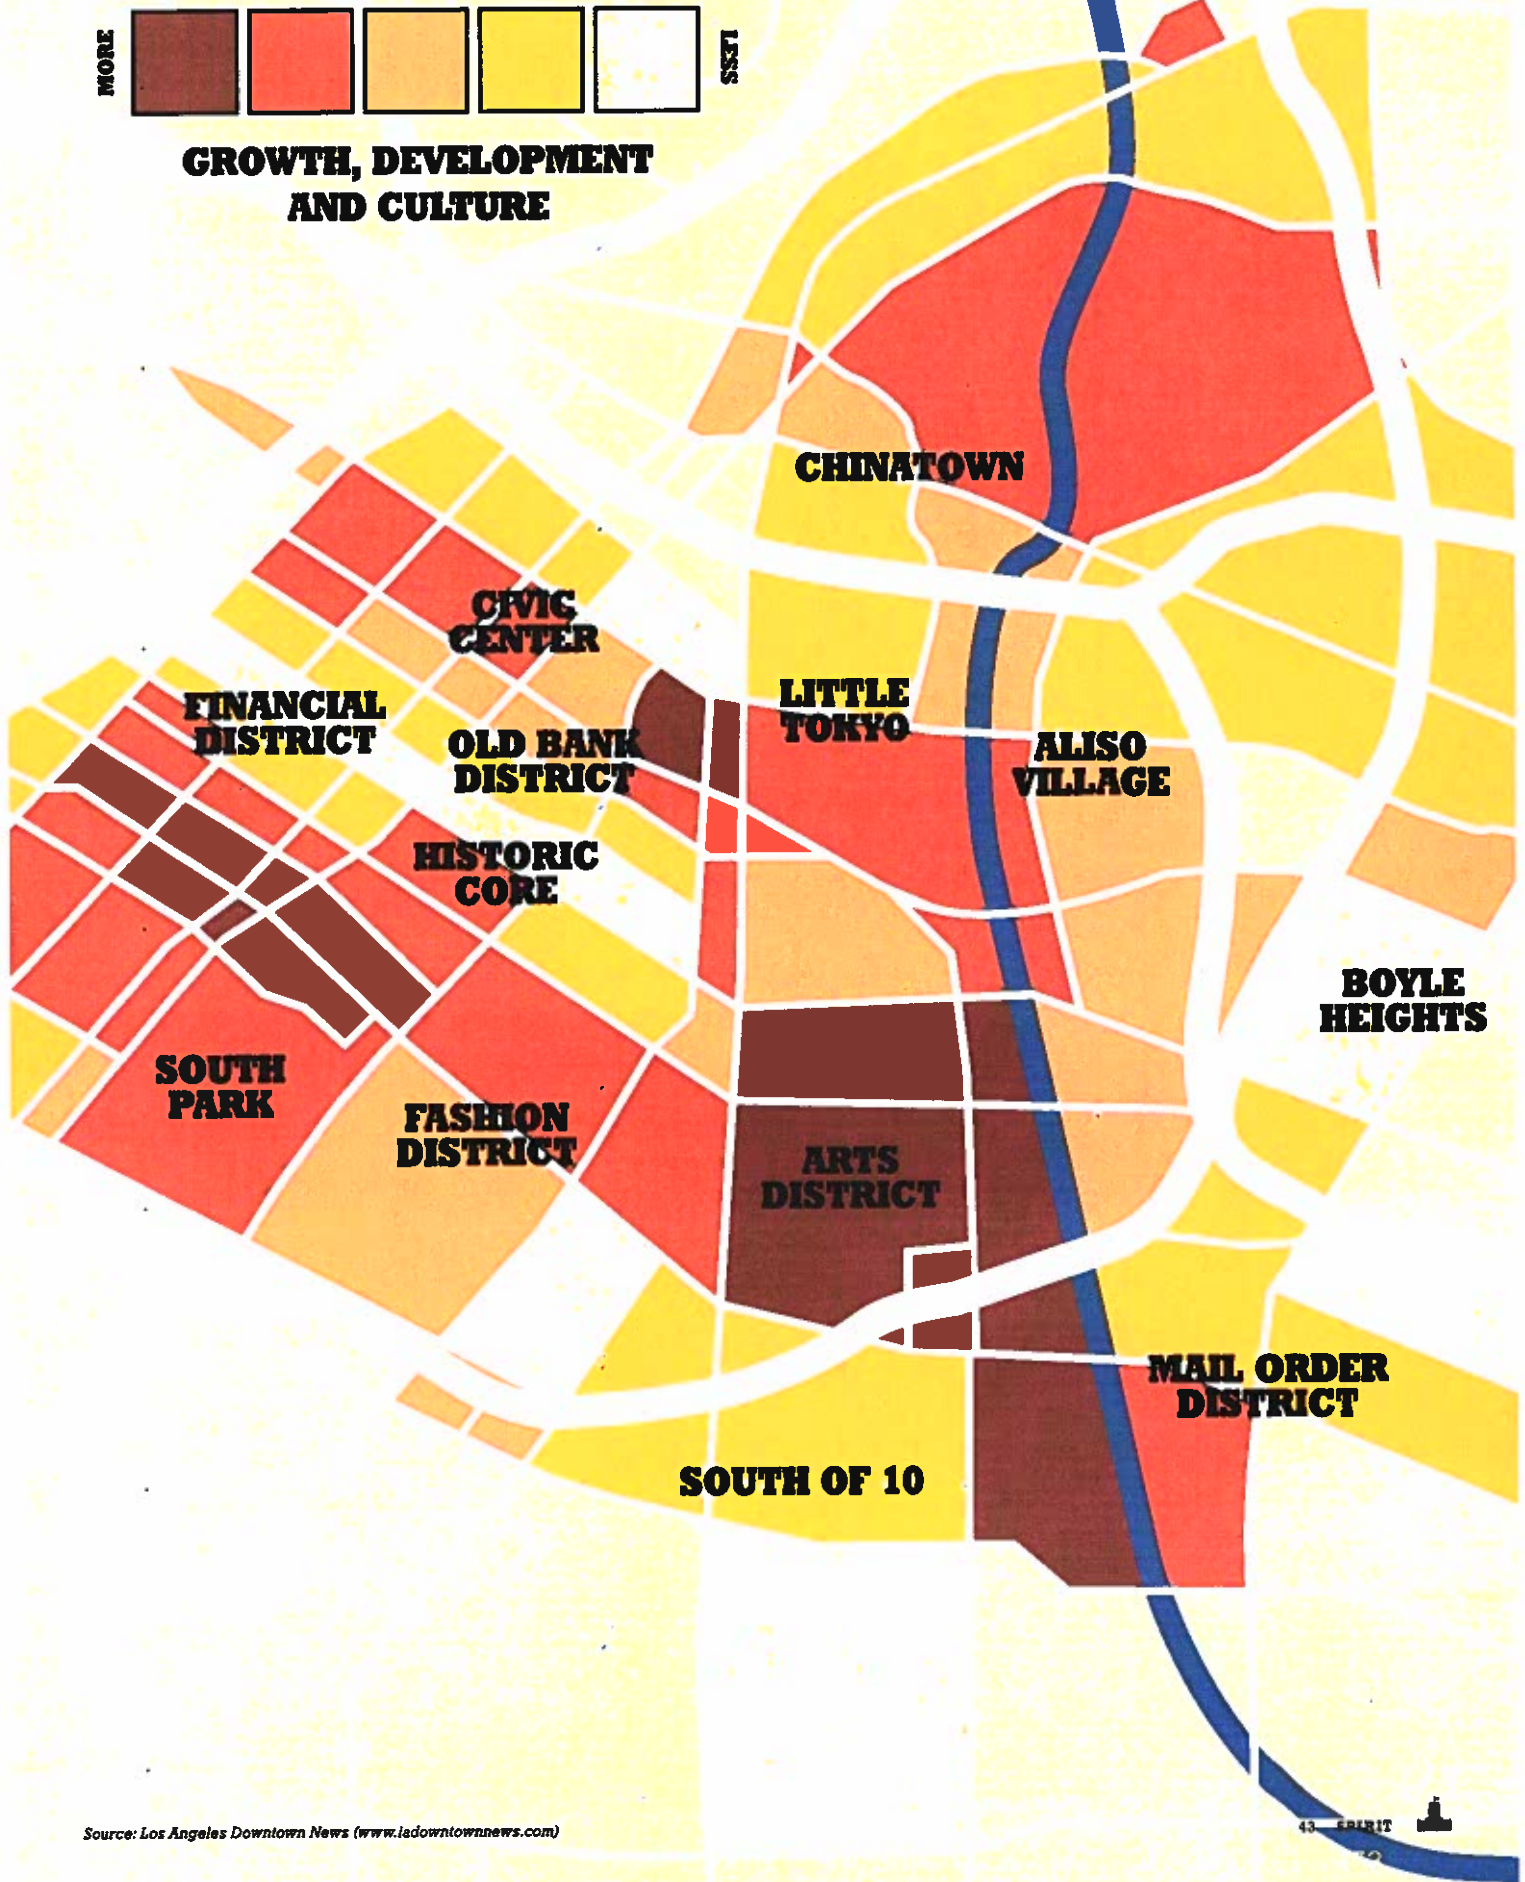 MORE
LESS
GROWTH, DEVELOPMENT
AND CULTURE
CHINATOWN
CIVIC
CENTER
FINANCIAL
DISTRICT
LITTLE
TOKYO
OLD BANK
DISTRICT
ALISO
VILLAGE
HISTORIC
CORE
BOYLE
HEIGHTS
SOUTH
PARK
FASHION
DISTRICT
ARTS
DISTRICT
MAIL ORDER
DISTRICT
SOUTH OF 10
Source: Los Angeles Downtown News (www.ladowntownnews.com)
43 SPIRIT